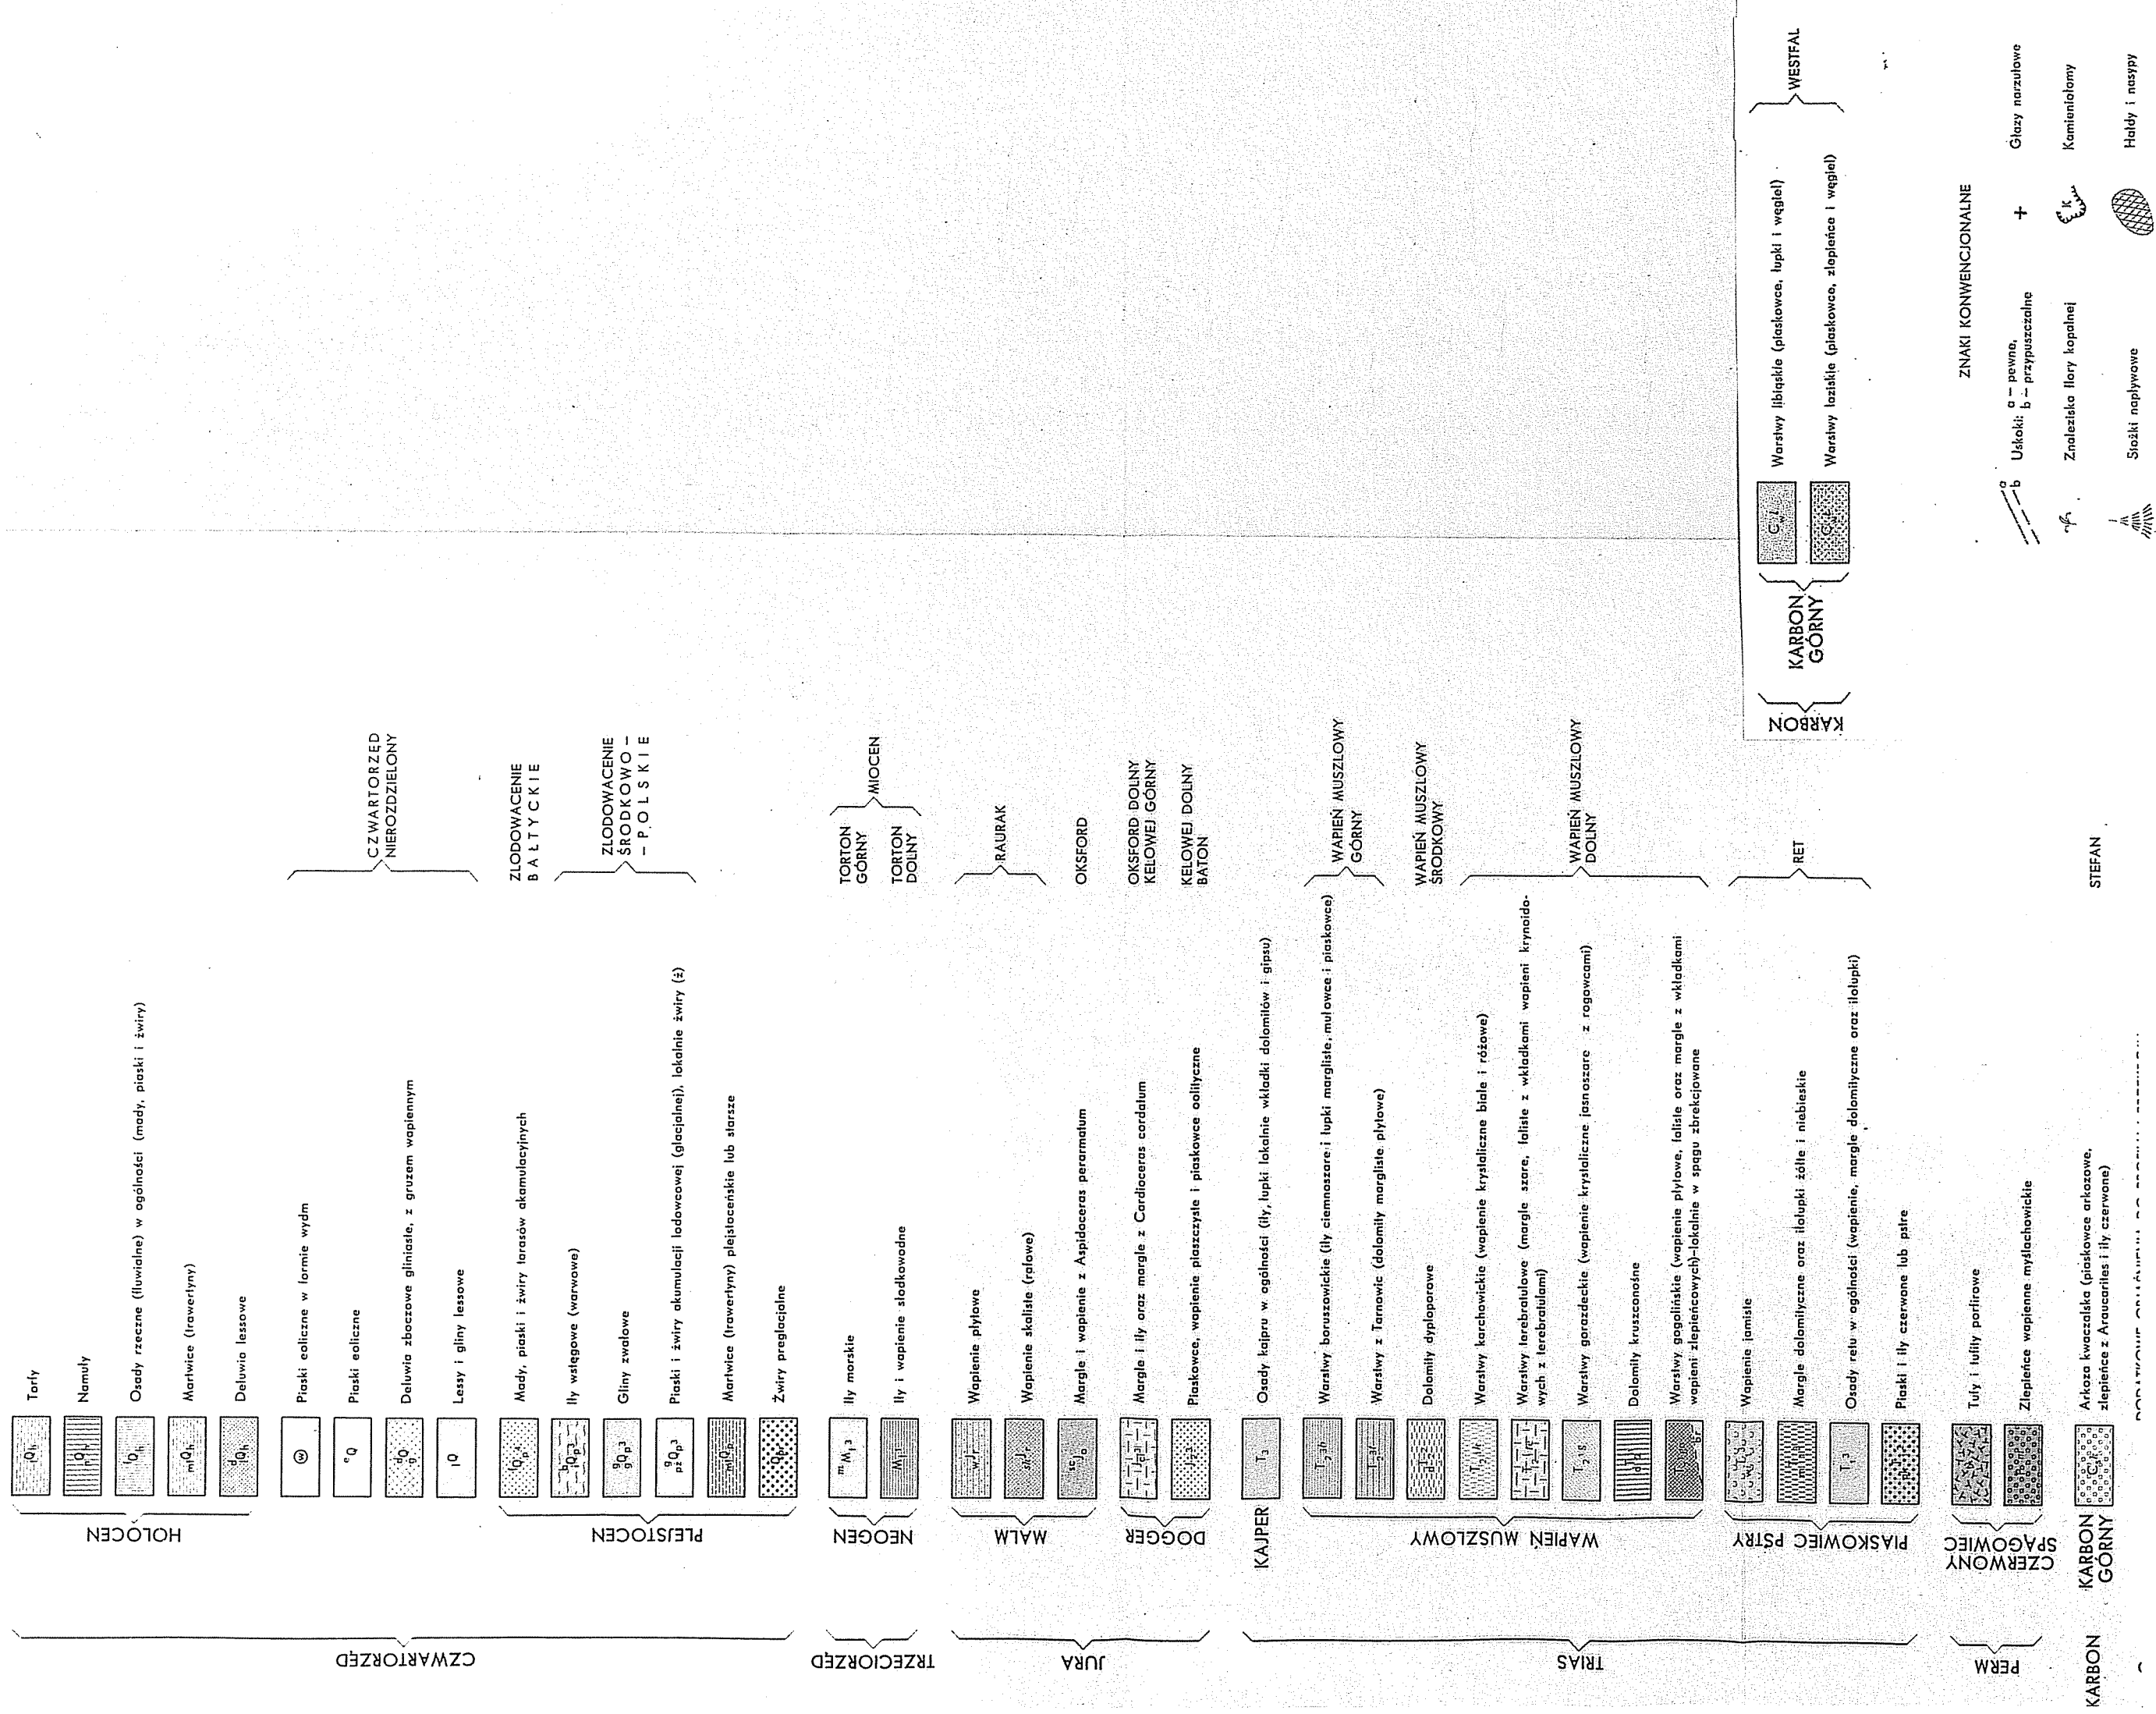 CZWARTORZĘD
HOLOCEN
Torfy
Namuły
Osady rzeczne (fluwialne) w ogólności (mady, piaski i żwiry)
Martwice (trawertyny)
Deluwia lessowe
CZWARTORZĘD
NIEROZDZIELONY
w Piaski eoliczne w formie wydm
eQ Piaski eoliczne
Deluwia zboczowe gliniaste, z gruzem wapiennym
lQ Lessy i gliny lessowe
PLEJSTOCEN
ZLODOWACENIE
BAŁTYCKIE
Mady, piaski i żwiry tarasów akamulacyjnych
ZLODOWACENIE
ŚRODKOWO –
– POLSKIE
Iły wstęgowe (warwowe)
Gliny zwałowe
Piaski i żwiry akumulacji lodowcowej (glacjalnej), lokalnie żwiry (ż)
Martwice (trawertyny) plejstoceńskie lub starsze
Żwiry preglacjalne
TRZECIORZĘD
NEOGEN
MIOCEN
TORTON
GÓRNY
Iły morskie
TORTON
DOLNY
Iły i wapienie słodkowodne
JURA
MALM
RAURAK
Wapienie płytowe
Wapienie skaliste (rafowe)
OKSFORD
Margle i wapienie z Aspidoceras perarmatum
DOGGER
OKSFORD DOLNY
KELOWEJ GÓRNY
Margle i iły oraz margle z Cardioceras cordatum
KELOWEJ DOLNY
BATON
Piaskowce, wapienie piaszczyste i piaskowce oolityczne
TRIAS
KAJPER
T3 Osady kajpru w ogólności (iły, łupki lokalnie wkładki dolomitów i gipsu)
WAPIEŃ MUSZLOWY
WAPIEŃ MUSZLOWY
GÓRNY
Warstwy boruszowickie (iły ciemnoszare i łupki margliste, mułowce i piaskowce)
Warstwy z Tarnowic (dolomity margliste płytowe)
WAPIEŃ MUSZLOWY
ŚRODKOWY
Dolomity dyploporowe
WAPIEŃ MUSZLOWY
DOLNY
Warstwy karchowickie (wapienie krystaliczne białe i różowe)
Warstwy terebratulowe (margle szare, faliste z wkładkami wapieni krynoido-
wych z terebratulami)
Warstwy gorazdeckie (wapienie krystaliczne jasnoszare z rogowcami)
Dolomity kruszconośne
Warstwy gogolińskie (wapienie płytowe, faliste oraz margle z wkładkami
wapieni zlepieńcowych)–lokalnie w spągu zbrekcjowane
PIASKOWIEC PSTRY
RET
Wapienie jamiste
Margle dolomityczne oraz iłołupki żółte i niebieskie
Osady retu w ogólności (wapienie, margle dolomityczne oraz iłołupki)
Piaski i iły czerwone lub pstre
PERM
CZERWONY
SPĄGOWIEC
Tufy i tufity porfirowe
Zlepieńce wapienne myślachowickie
KARBON
KARBON
GÓRNY
STEFAN
Arkoza kwaczalska (piaskowce arkozowe,
zlepieńce z Araucarites i iły czerwone)
KARBON
KARBON
GÓRNY
WESTFAL
Warstwy libiąskie (piaskowce, łupki i węgiel)
Warstwy łaziskie (piaskowce, zlepieńce i węgiel)
ZNAKI KONWENCJONALNE
a
b
Uskoki: a – pewne,
b – przypuszczalne
Głazy narzutowe
Znaleziska flory kopalnej
K Kamieniołomy
Stożki napływowe
Hałdy i nasypy